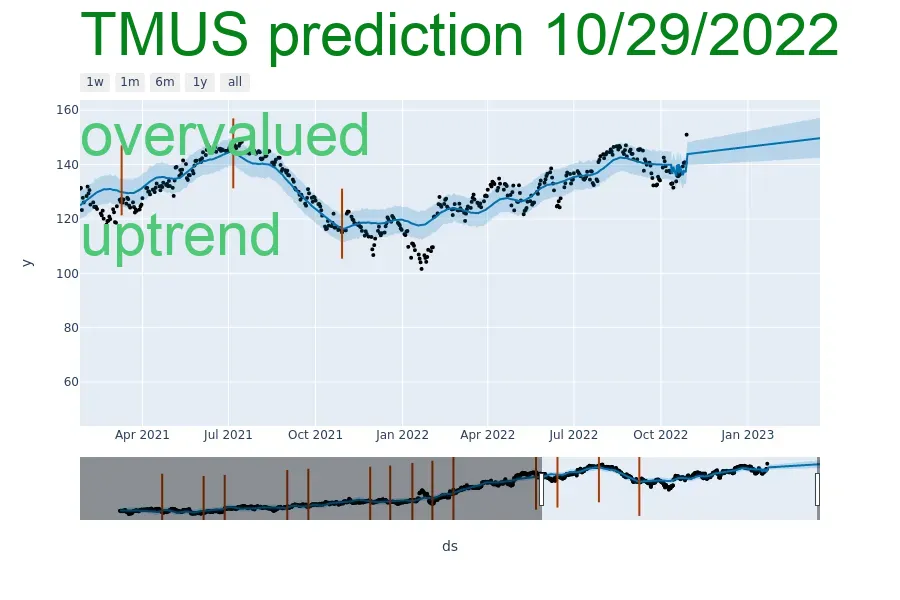 TMUS prediction 10/29/2022
1w 1m 6m 1y all
160
overvalued
140
120
uptrend
y
100
80
60
Apr 2021 Jul 2021 Oct 2021 Jan 2022 Apr 2022 Jul 2022 Oct 2022 Jan 2023
ds